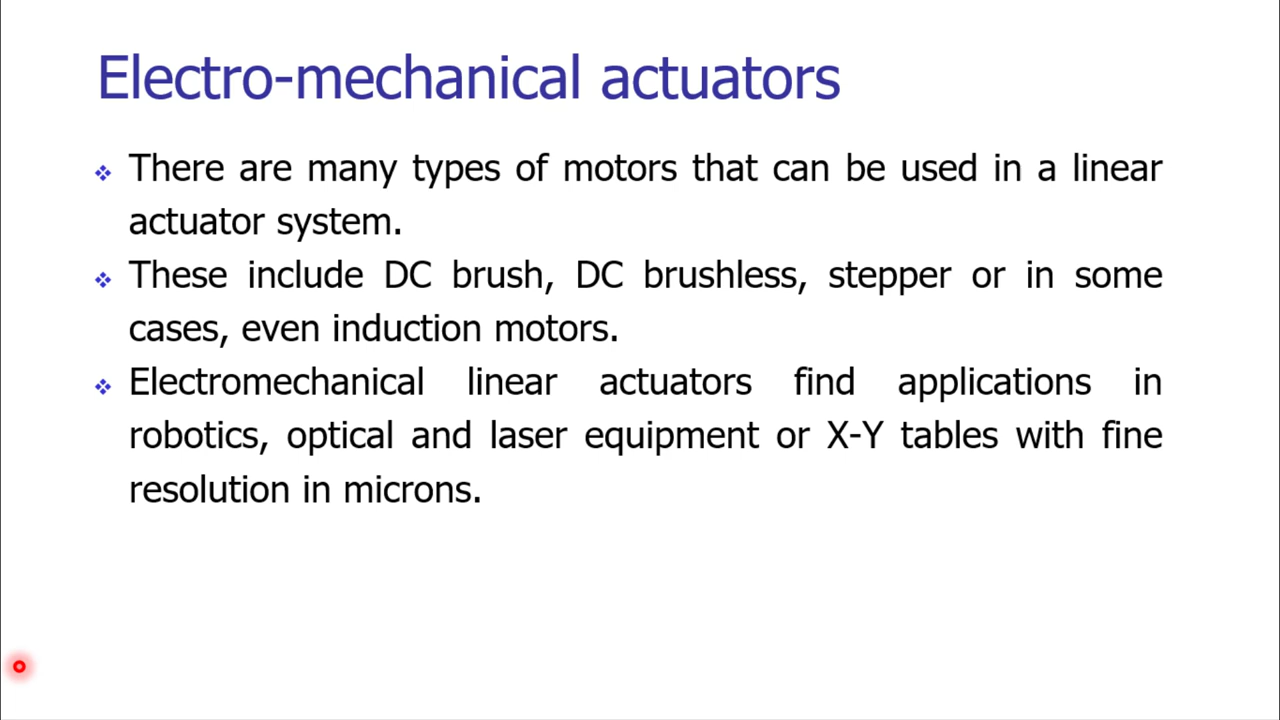 Electro-mechanical actuators
There are many types of motors that can be used in a linear
actuator system.
These include DC brush, DC brushless, stepper or in some
cases, even induction motors.
Electromechanical linear actuators find applications in
robotics, optical and laser equipment or X-Y tables with fine
resolution in microns.